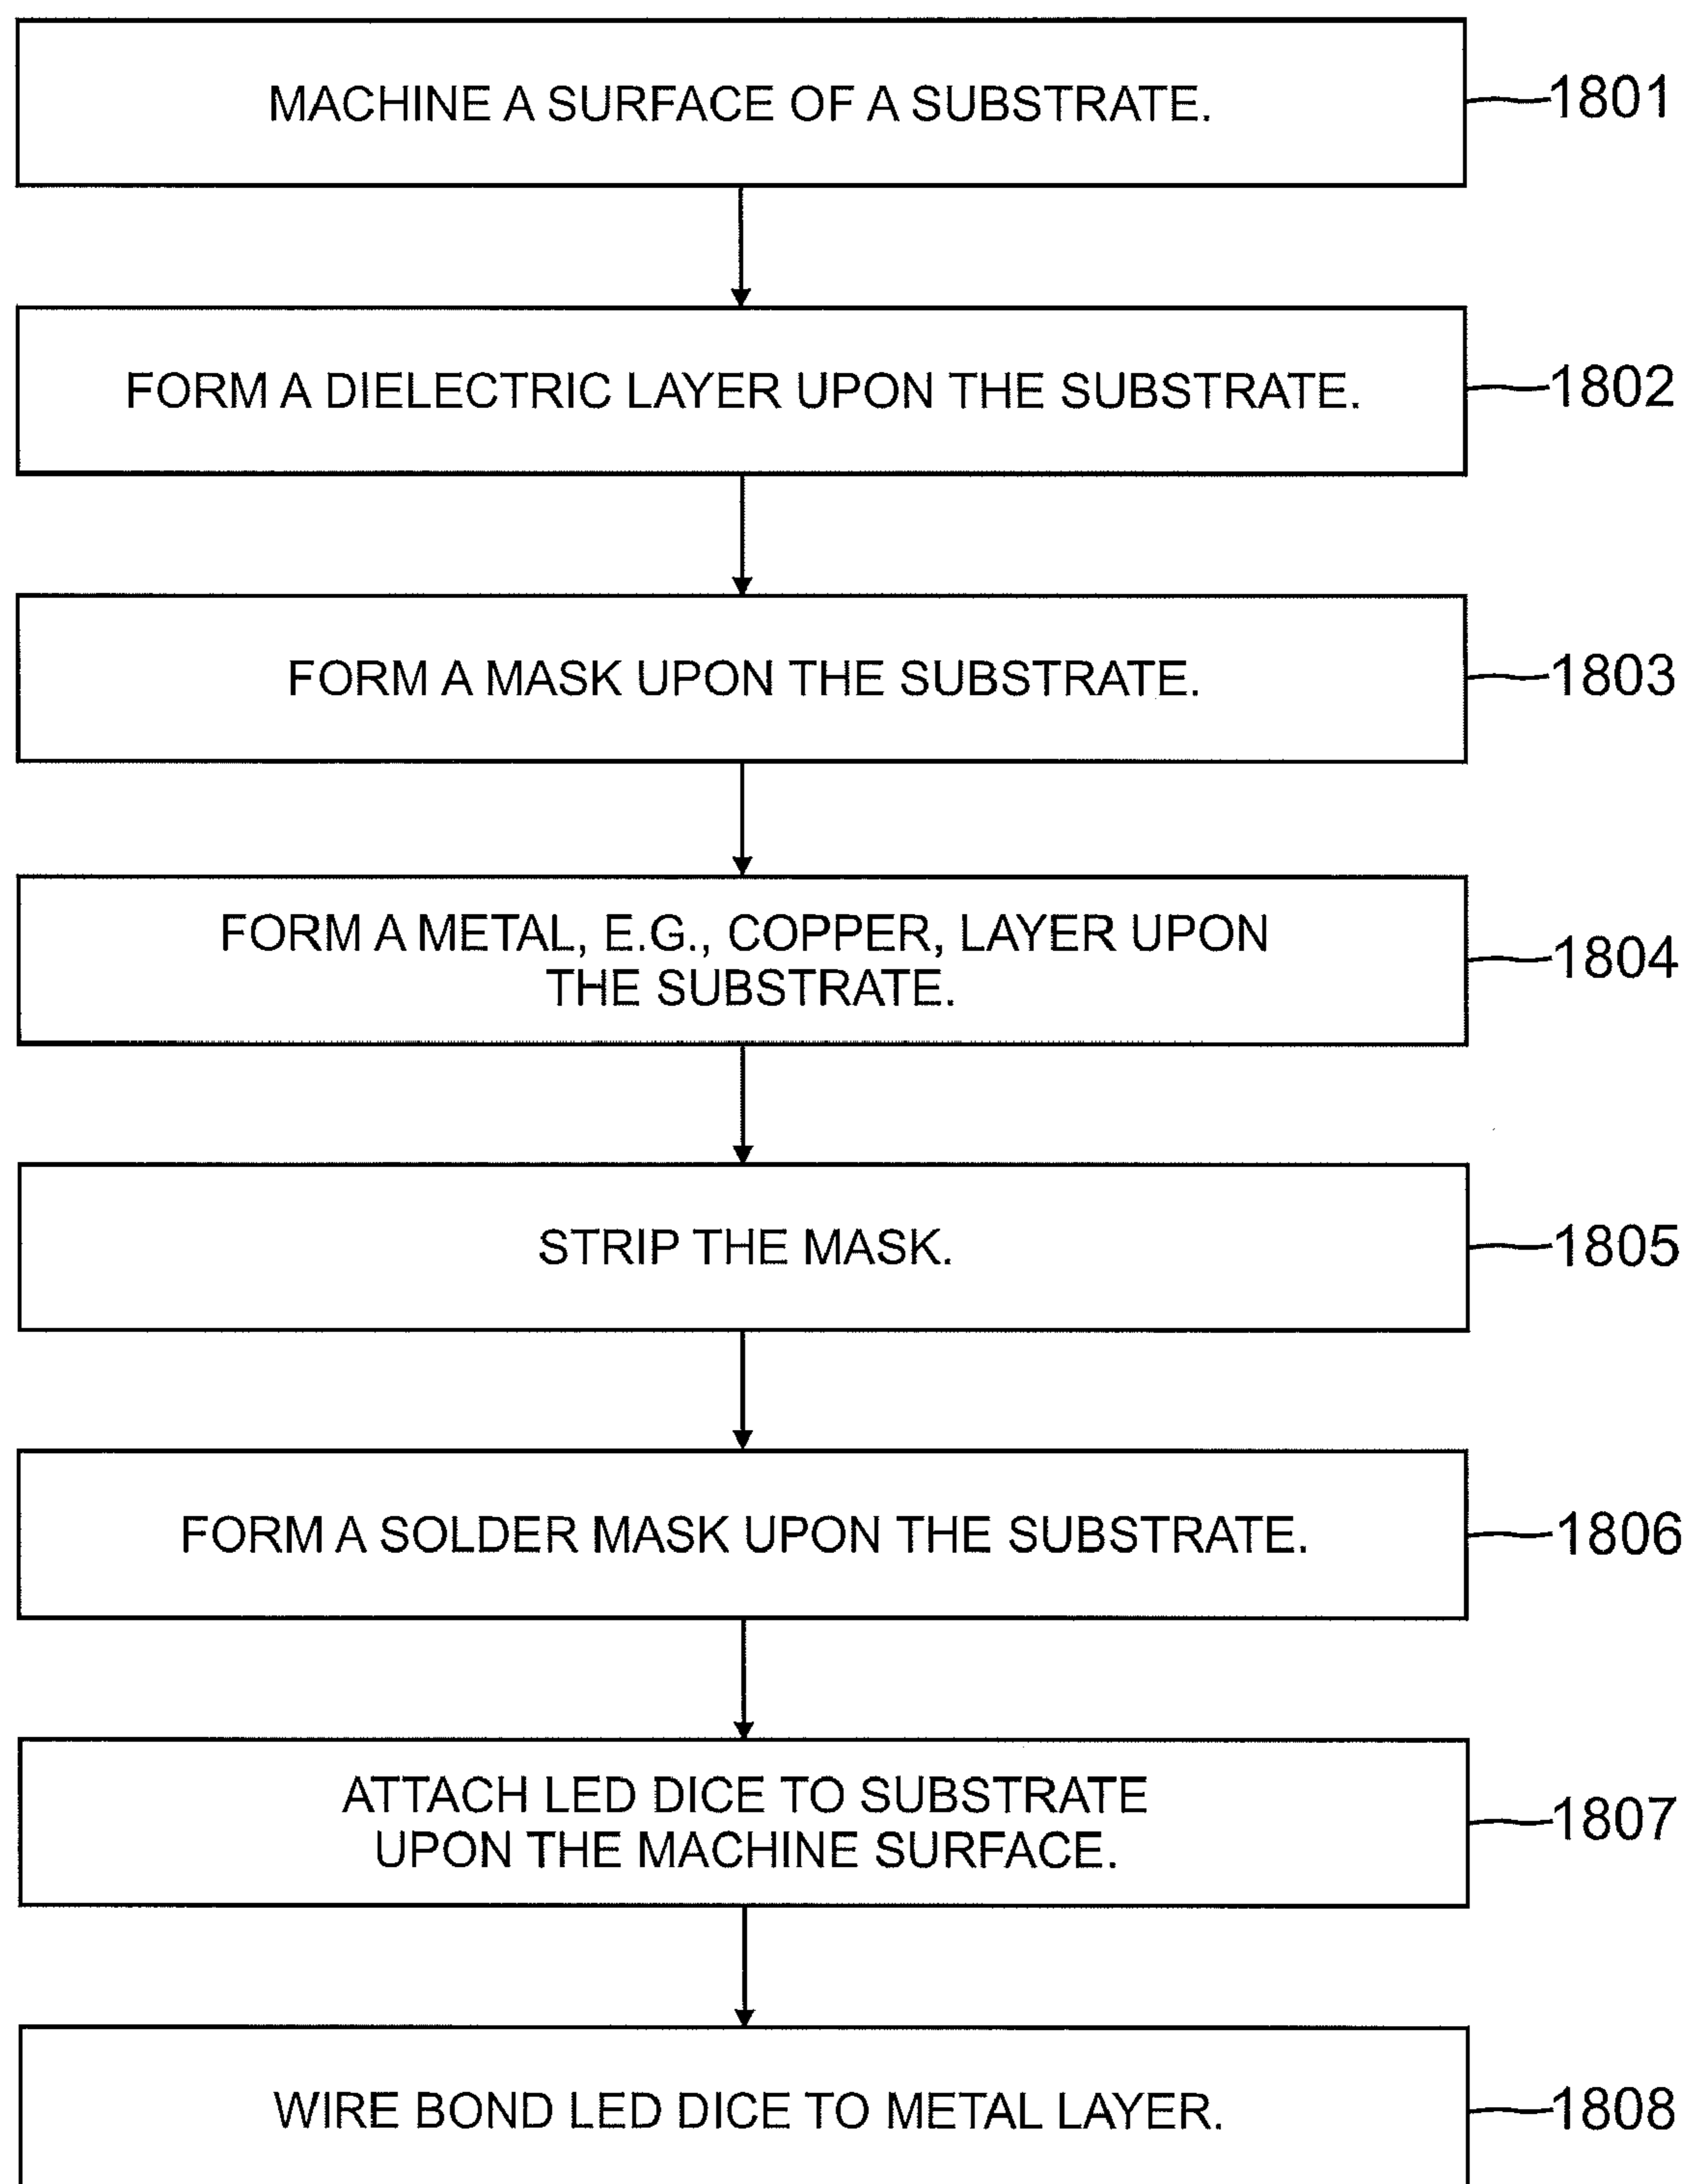 MACHINE A SURFACE OF A SUBSTRATE.
1801
FORM A DIELECTRIC LAYER UPON THE SUBSTRATE.
1802
FORM A MASK UPON THE SUBSTRATE.
1803
FORM A METAL, E.G., COPPER, LAYER UPON
THE SUBSTRATE.
1804
STRIP THE MASK.
1805
FORM A SOLDER MASK UPON THE SUBSTRATE.
1806
ATTACH LED DICE TO SUBSTRATE
UPON THE MACHINE SURFACE.
1807
WIRE BOND LED DICE TO METAL LAYER.
1808